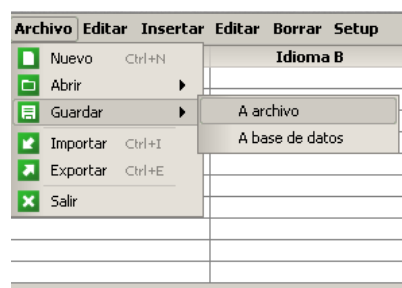 Archivo Editar Insertar Editar Borrar Setup
Nuevo Ctrl+N
Idioma B
Abrir
Guardar
A archivo
A base de datos
Importar Ctrl+I
Exportar Ctrl+E
Salir